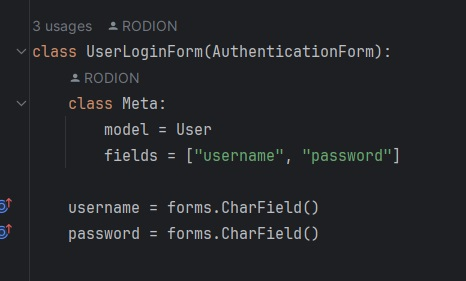 3 usages RODION
class UserLoginForm(AuthenticationForm):
RODION
class Meta:
model = User
fields = ["username", "password"]
username = forms.CharField()
password = forms.CharField()